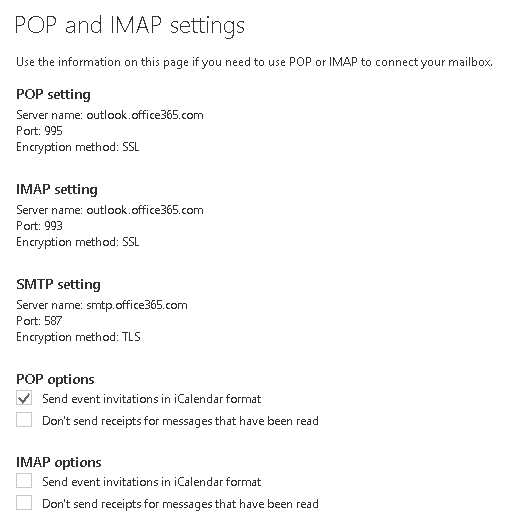 POP and IMAP settings
Use the information on this page if you need to use POP or IMAP to connect your mailbox.
POP setting
Server name: outlook.office365.com
Port: 995
Encryption method: SSL
IMAP setting
Server name: outlook.office365.com
Port: 993
Encryption method: SSL
SMTP setting
Server name: smtp.office365.com
Port: 587
Encryption method: TLS
POP options
Send event invitations in iCalendar format
Don't send receipts for messages that have been read
IMAP options
Send event invitations in iCalendar format
Don't send receipts for messages that have been read